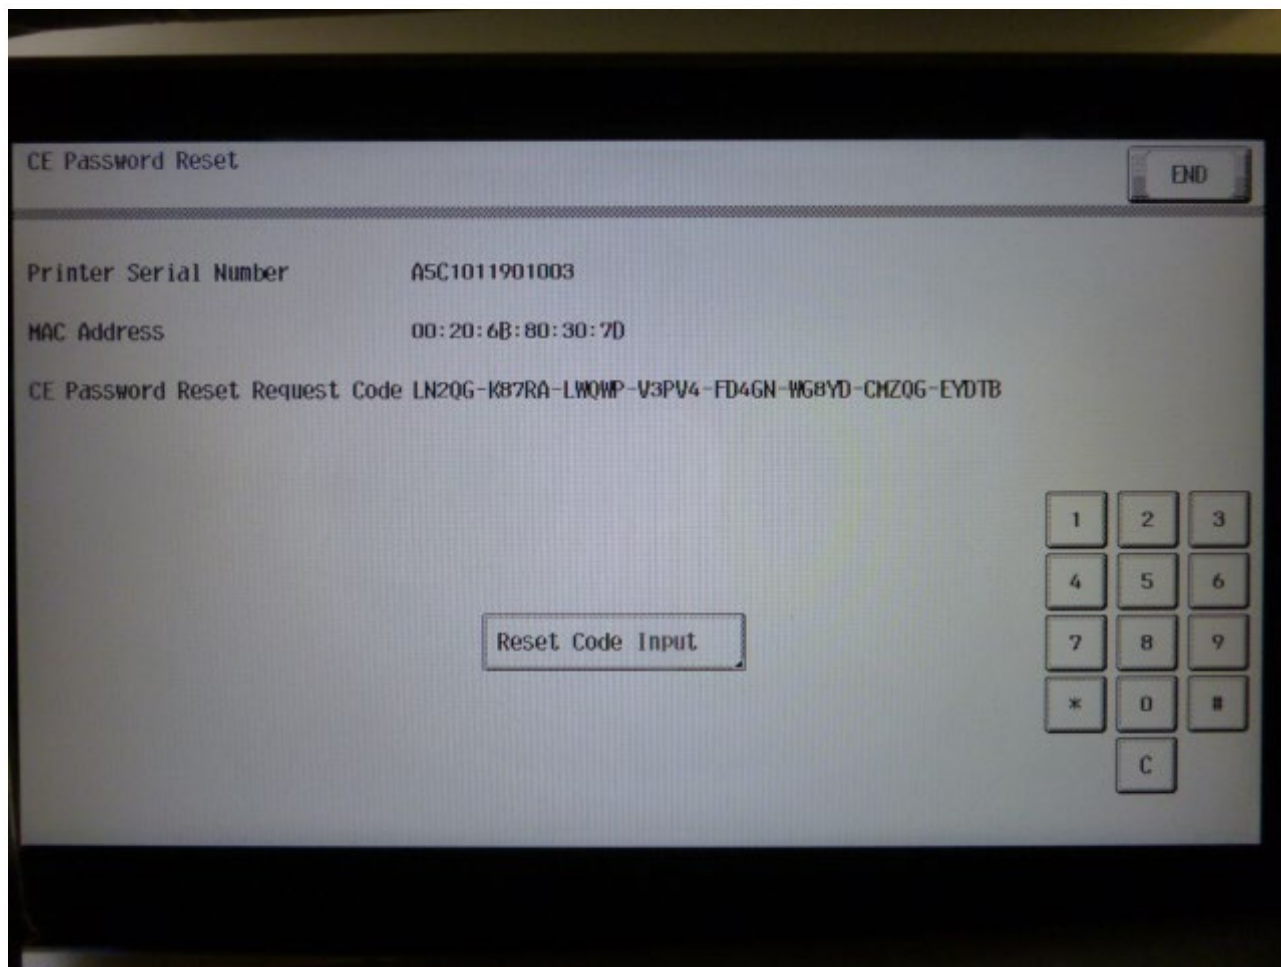 CE Password Reset
END
Printer Serial Number A5C1011901003
MAC Address 00:20:6B:80:30:7D
CE Password Reset Request Code LN2QG-K87RA-LWQWP-V3PV4-FD4GN-WG8YD-CMZQG-EYDTB
1 2 3
4 5 6
Reset Code Input
7 8 9
* 0 #
C